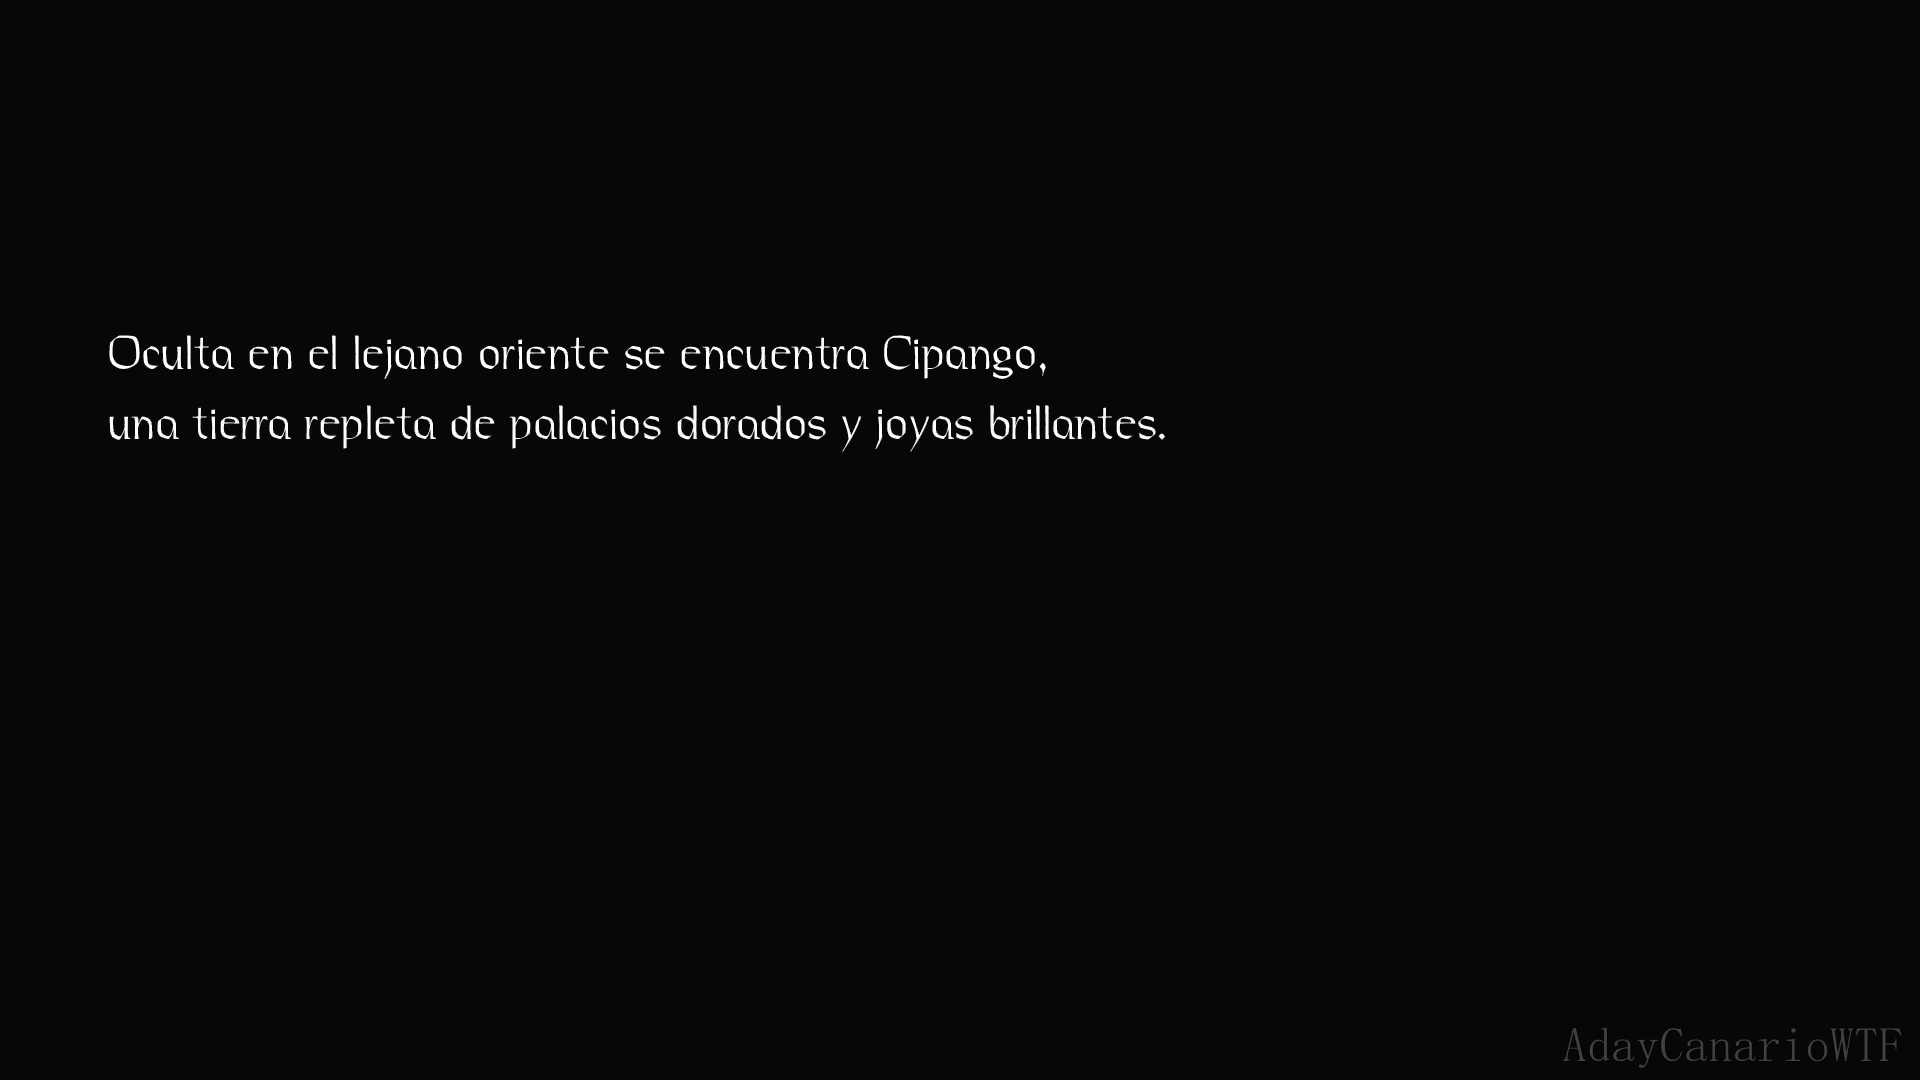 Oculta en el lejano oriente se encuentra Cipango,
una tierra repleta de palacios dorados y joyas brillantes.
AdayCanarioWTF